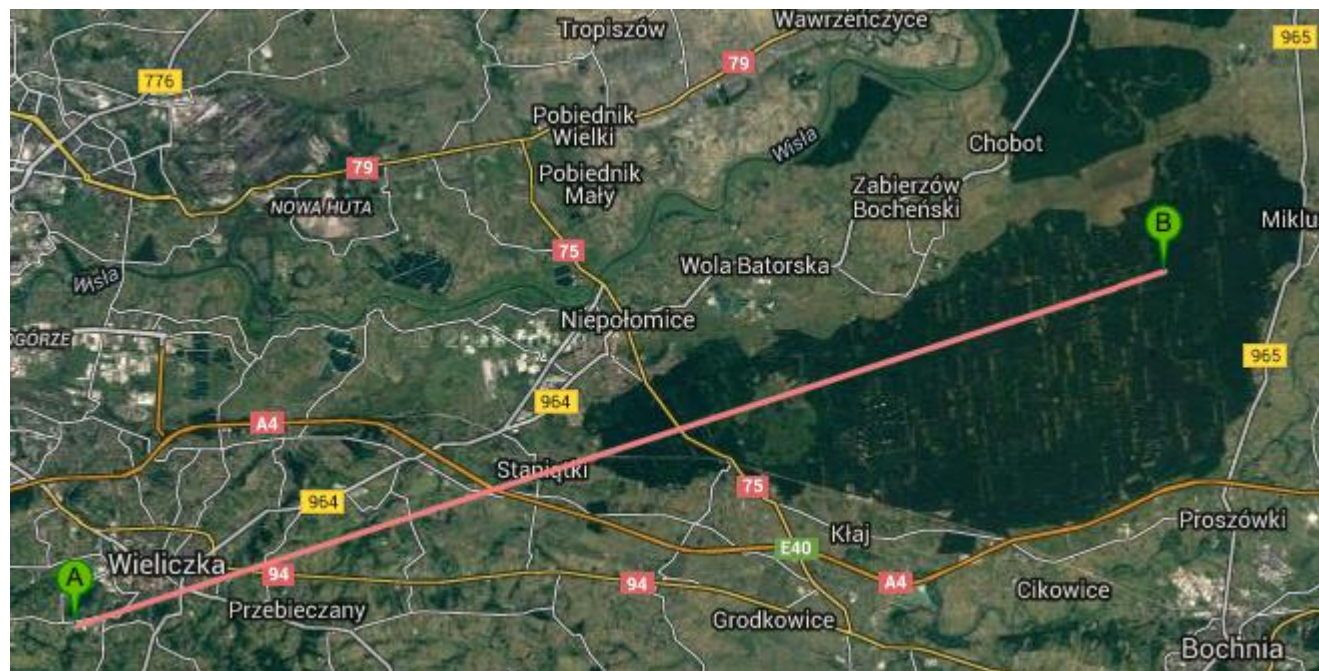 Tropiszów
Wawrzeńczyce
965
776
79
Pobiednik
Wielki
Wisła
Chobot
79
Pobiednik
Mały
Zabierzów
Bocheński
NOWA HUTA
B
Miklu
75
Wola Batorska
Wisła
Niepołomice
OGÓRZE
965
964
A4
Staniątki
964
75
Proszówki
Kłaj
E40
Wieliczka
A
94
94
A4
Cikowice
Przebieczany
Grodkowice
Bochnia